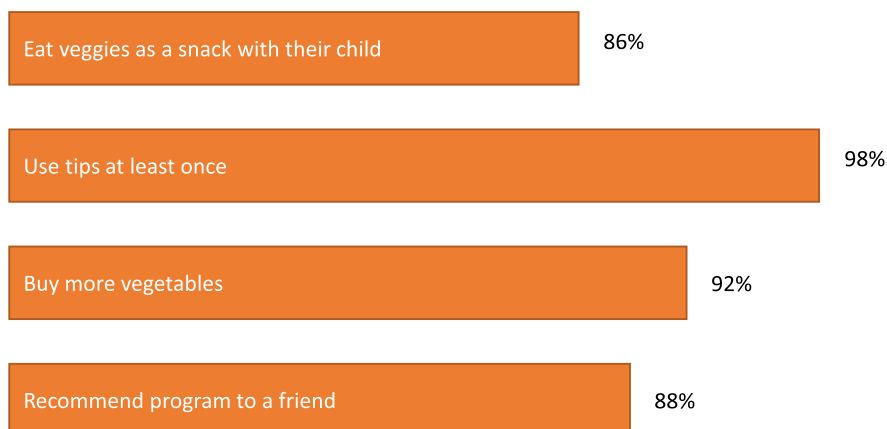 Eat veggies as a snack with their child
86%
Use tips at least once
98%
Buy more vegetables
92%
Recommend program to a friend
88%